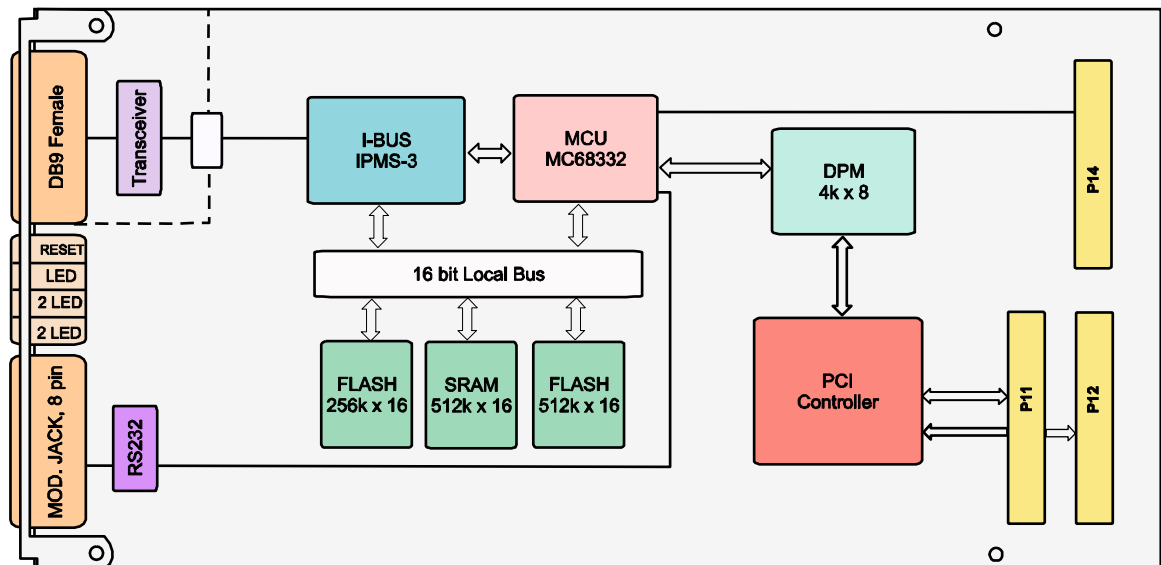 DB9 Female
Transceiver
I-BUS
IPMS-3
MCU
MC68332
DPM
4k x 8
P14
RESET
LED
2 LED
2 LED
16 bit Local Bus
FLASH
256k x 16
SRAM
512k x 16
FLASH
512k x 16
PCI
Controller
P11
P12
MOD. JACK, 8 pin
RS232